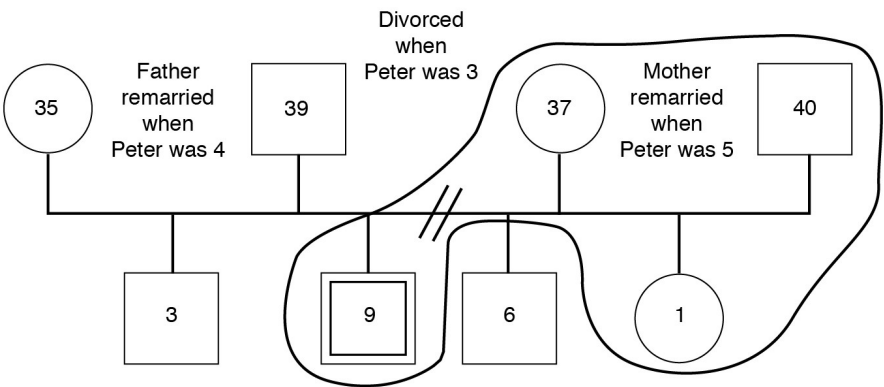 Divorced
when
Peter was 3
35
Father
remarried
when
Peter was 4
39
37
Mother
remarried
when
Peter was 5
40
3
9
6
1